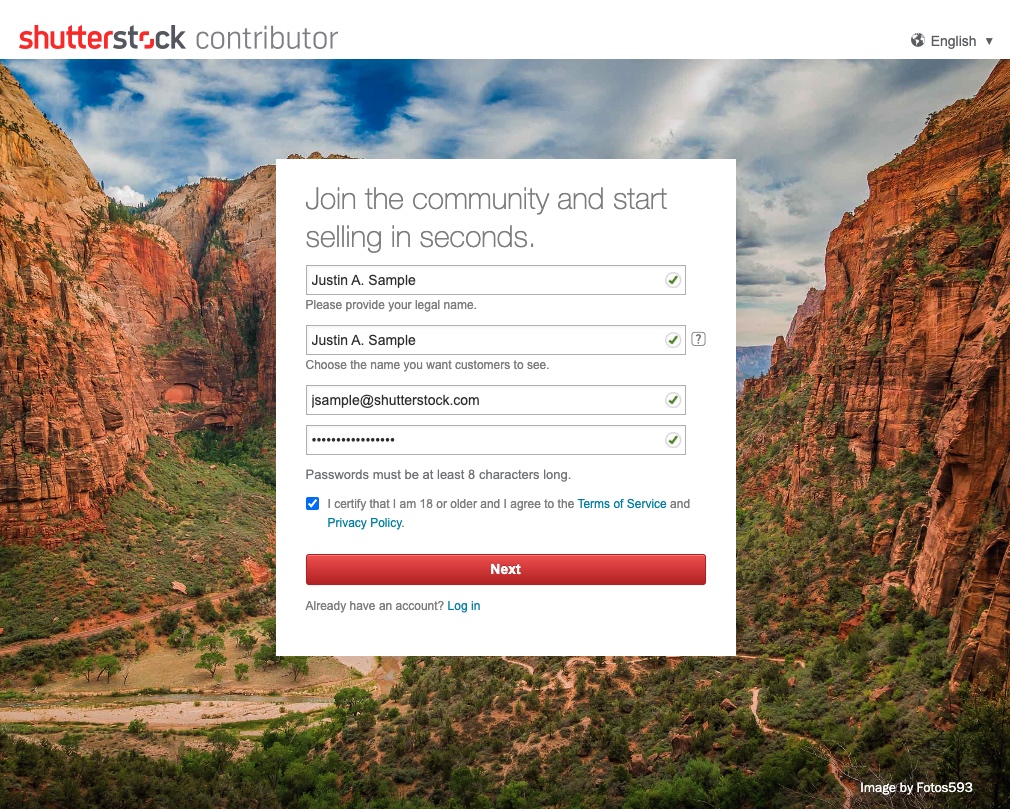 shutterstock contributor
English ▼
Join the community and start
selling in seconds.
Justin A. Sample
Please provide your legal name.
Justin A. Sample
?
Choose the name you want customers to see.
jsample@shutterstock.com
•••••••••••••••••
Passwords must be at least 8 characters long.
I certify that I am 18 or older and I agree to the Terms of Service and
Privacy Policy.
Next
Already have an account? Log in
Image by Fotos593